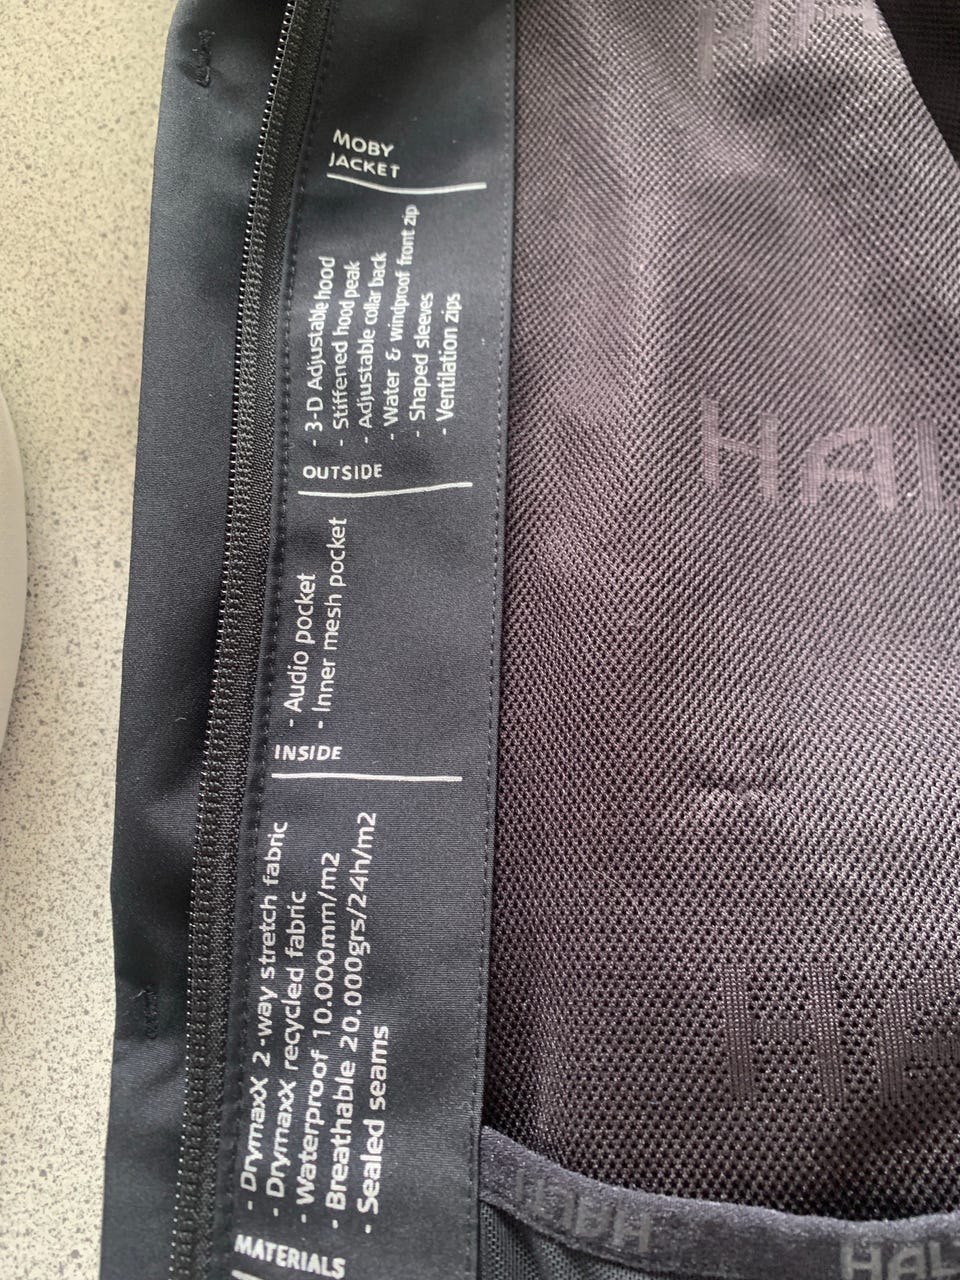 MOBY
JACKET
- 3-D Adjustable hood
- Stiffened hood peak
- Adjustable collar back
- Water & windproof front zip
- Shaped sleeves
- Ventilation zips
OUTSIDE
- Audio pocket
- Inner mesh pocket
INSIDE
- DrymaxX 2-way stretch fabric
- DrymaxX recycled fabric
- Waterproof 10.000mm/m2
- Breathable 20.000grs/24h/m2
- Sealed seams
MATERIALS
HAL